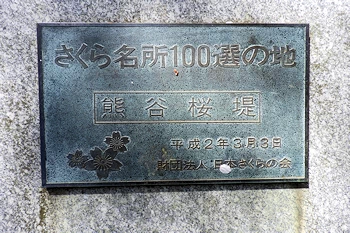 さくら名所100選の地
熊谷桜堤
平成2年3月3日
財団法人 日本さくらの会